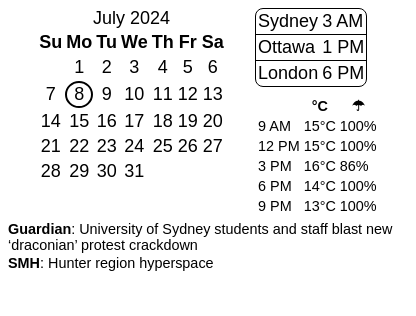 July 2024
Su Mo Tu We Th Fr Sa
1 2 3 4 5 6
7 8 9 10 11 12 13
14 15 16 17 18 19 20
21 22 23 24 25 26 27
28 29 30 31
Sydney 3 AM
Ottawa 1 PM
London 6 PM
°C ☂
9 AM 15°C 100%
12 PM 15°C 100%
3 PM 16°C 86%
6 PM 14°C 100%
9 PM 13°C 100%
Guardian: University of Sydney students and staff blast new
‘draconian’ protest crackdown
SMH: Hunter region hyperspace